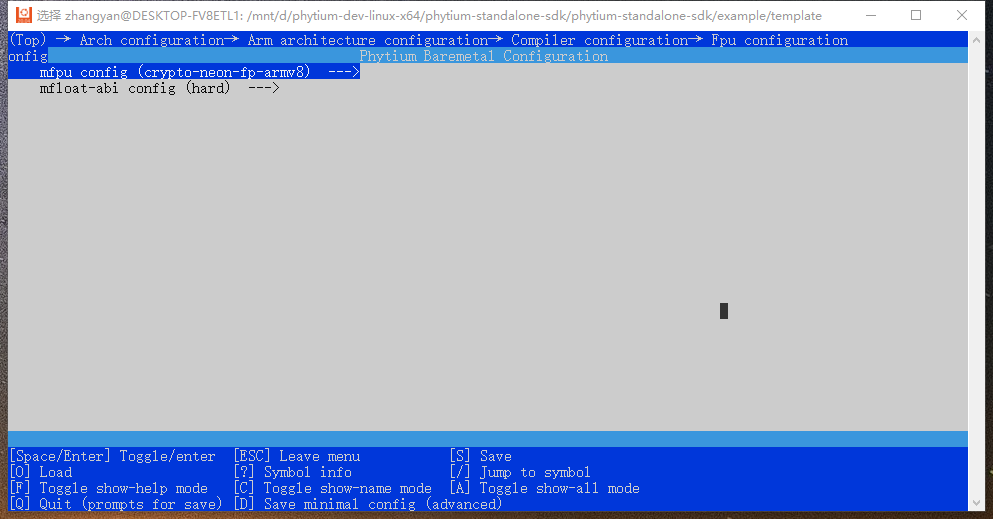 选择 zhangyan@DESKTOP-FV8ETL1: /mnt/d/phytium-dev-linux-x64/phytium-standalone-sdk/phytium-standalone-sdk/example/template
(Top) → Arch configuration→ Arm architecture configuration→ Compiler configuration→ Fpu configuration
onfig Phytium Baremetal Configuration
mfpu config (crypto-neon-fp-armv8) --->
mfloat-abi config (hard) --->
[Space/Enter] Toggle/enter [ESC] Leave menu [S] Save
[O] Load [?] Symbol info [/] Jump to symbol
[F] Toggle show-help mode [C] Toggle show-name mode [A] Toggle show-all mode
[Q] Quit (prompts for save) [D] Save minimal config (advanced)